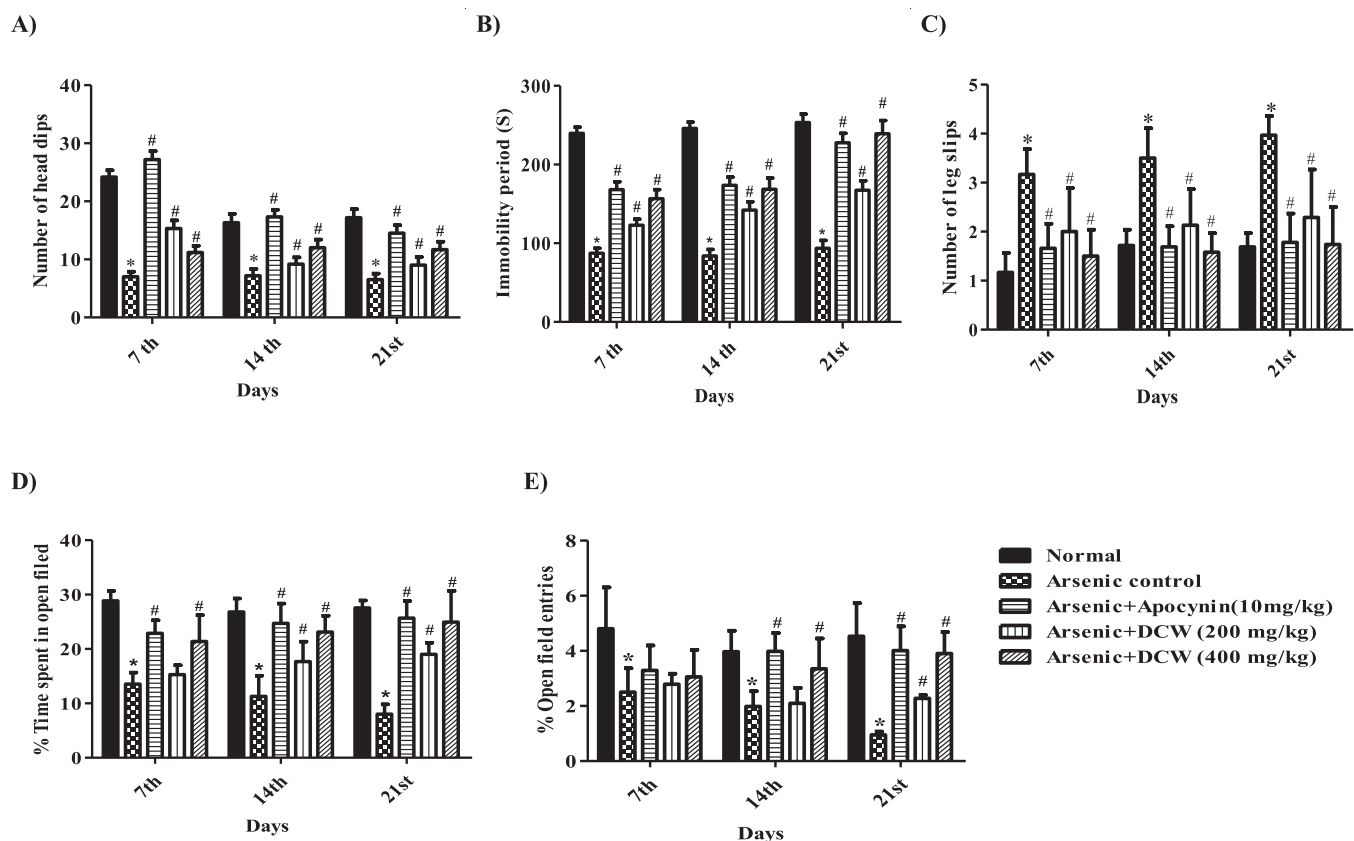 A)
Number of head dips
40
30
20
10
0
#
#
#
*
#
*
#
#
#
*
#
#
7 th
14 th
21st
Days
B)
Immobility period (S)
300
200
100
0
#
#
#
*
#
#
#
*
#
#
#
*
7 th
14 th
21st
Days
C)
Number of leg slips
5
4
3
2
1
0
*
#
#
#
*
#
#
#
*
#
#
#
7th
14th
21st
Days
D)
% Time spent in open filed
40
30
20
10
0
*
#
#
*
#
#
#
*
#
#
#
7th
14th
21st
Days
E)
% Open field entries
8
6
4
2
0
*
*
#
#
*
#
#
#
7th
14th
21st
Days
Normal
Arsenic control
Arsenic+Apocynin(10mg/kg)
Arsenic+DCW (200 mg/kg)
Arsenic+DCW (400 mg/kg)